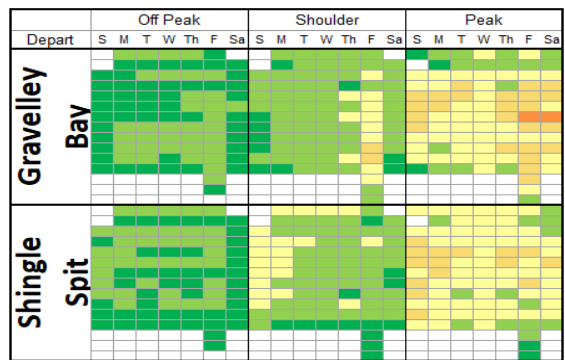 Off Peak Shoulder Peak
Depart S M T W Th F Sa S M T W Th F Sa S M T W Th F Sa
Gravelley
Bay
Shingle
Spit